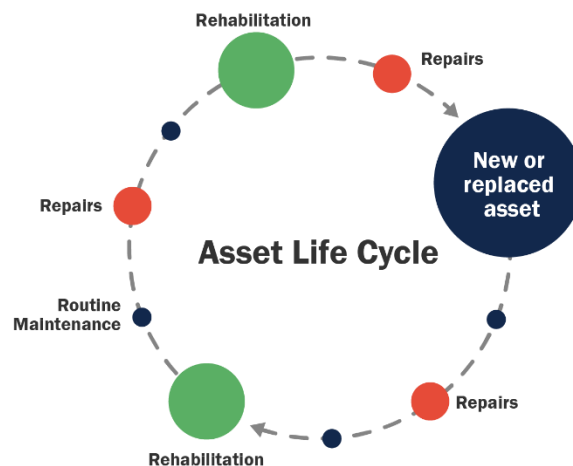 Rehabilitation
Repairs
New or
replaced
asset
Repairs
Asset Life Cycle
Routine
Maintenance
Repairs
Rehabilitation